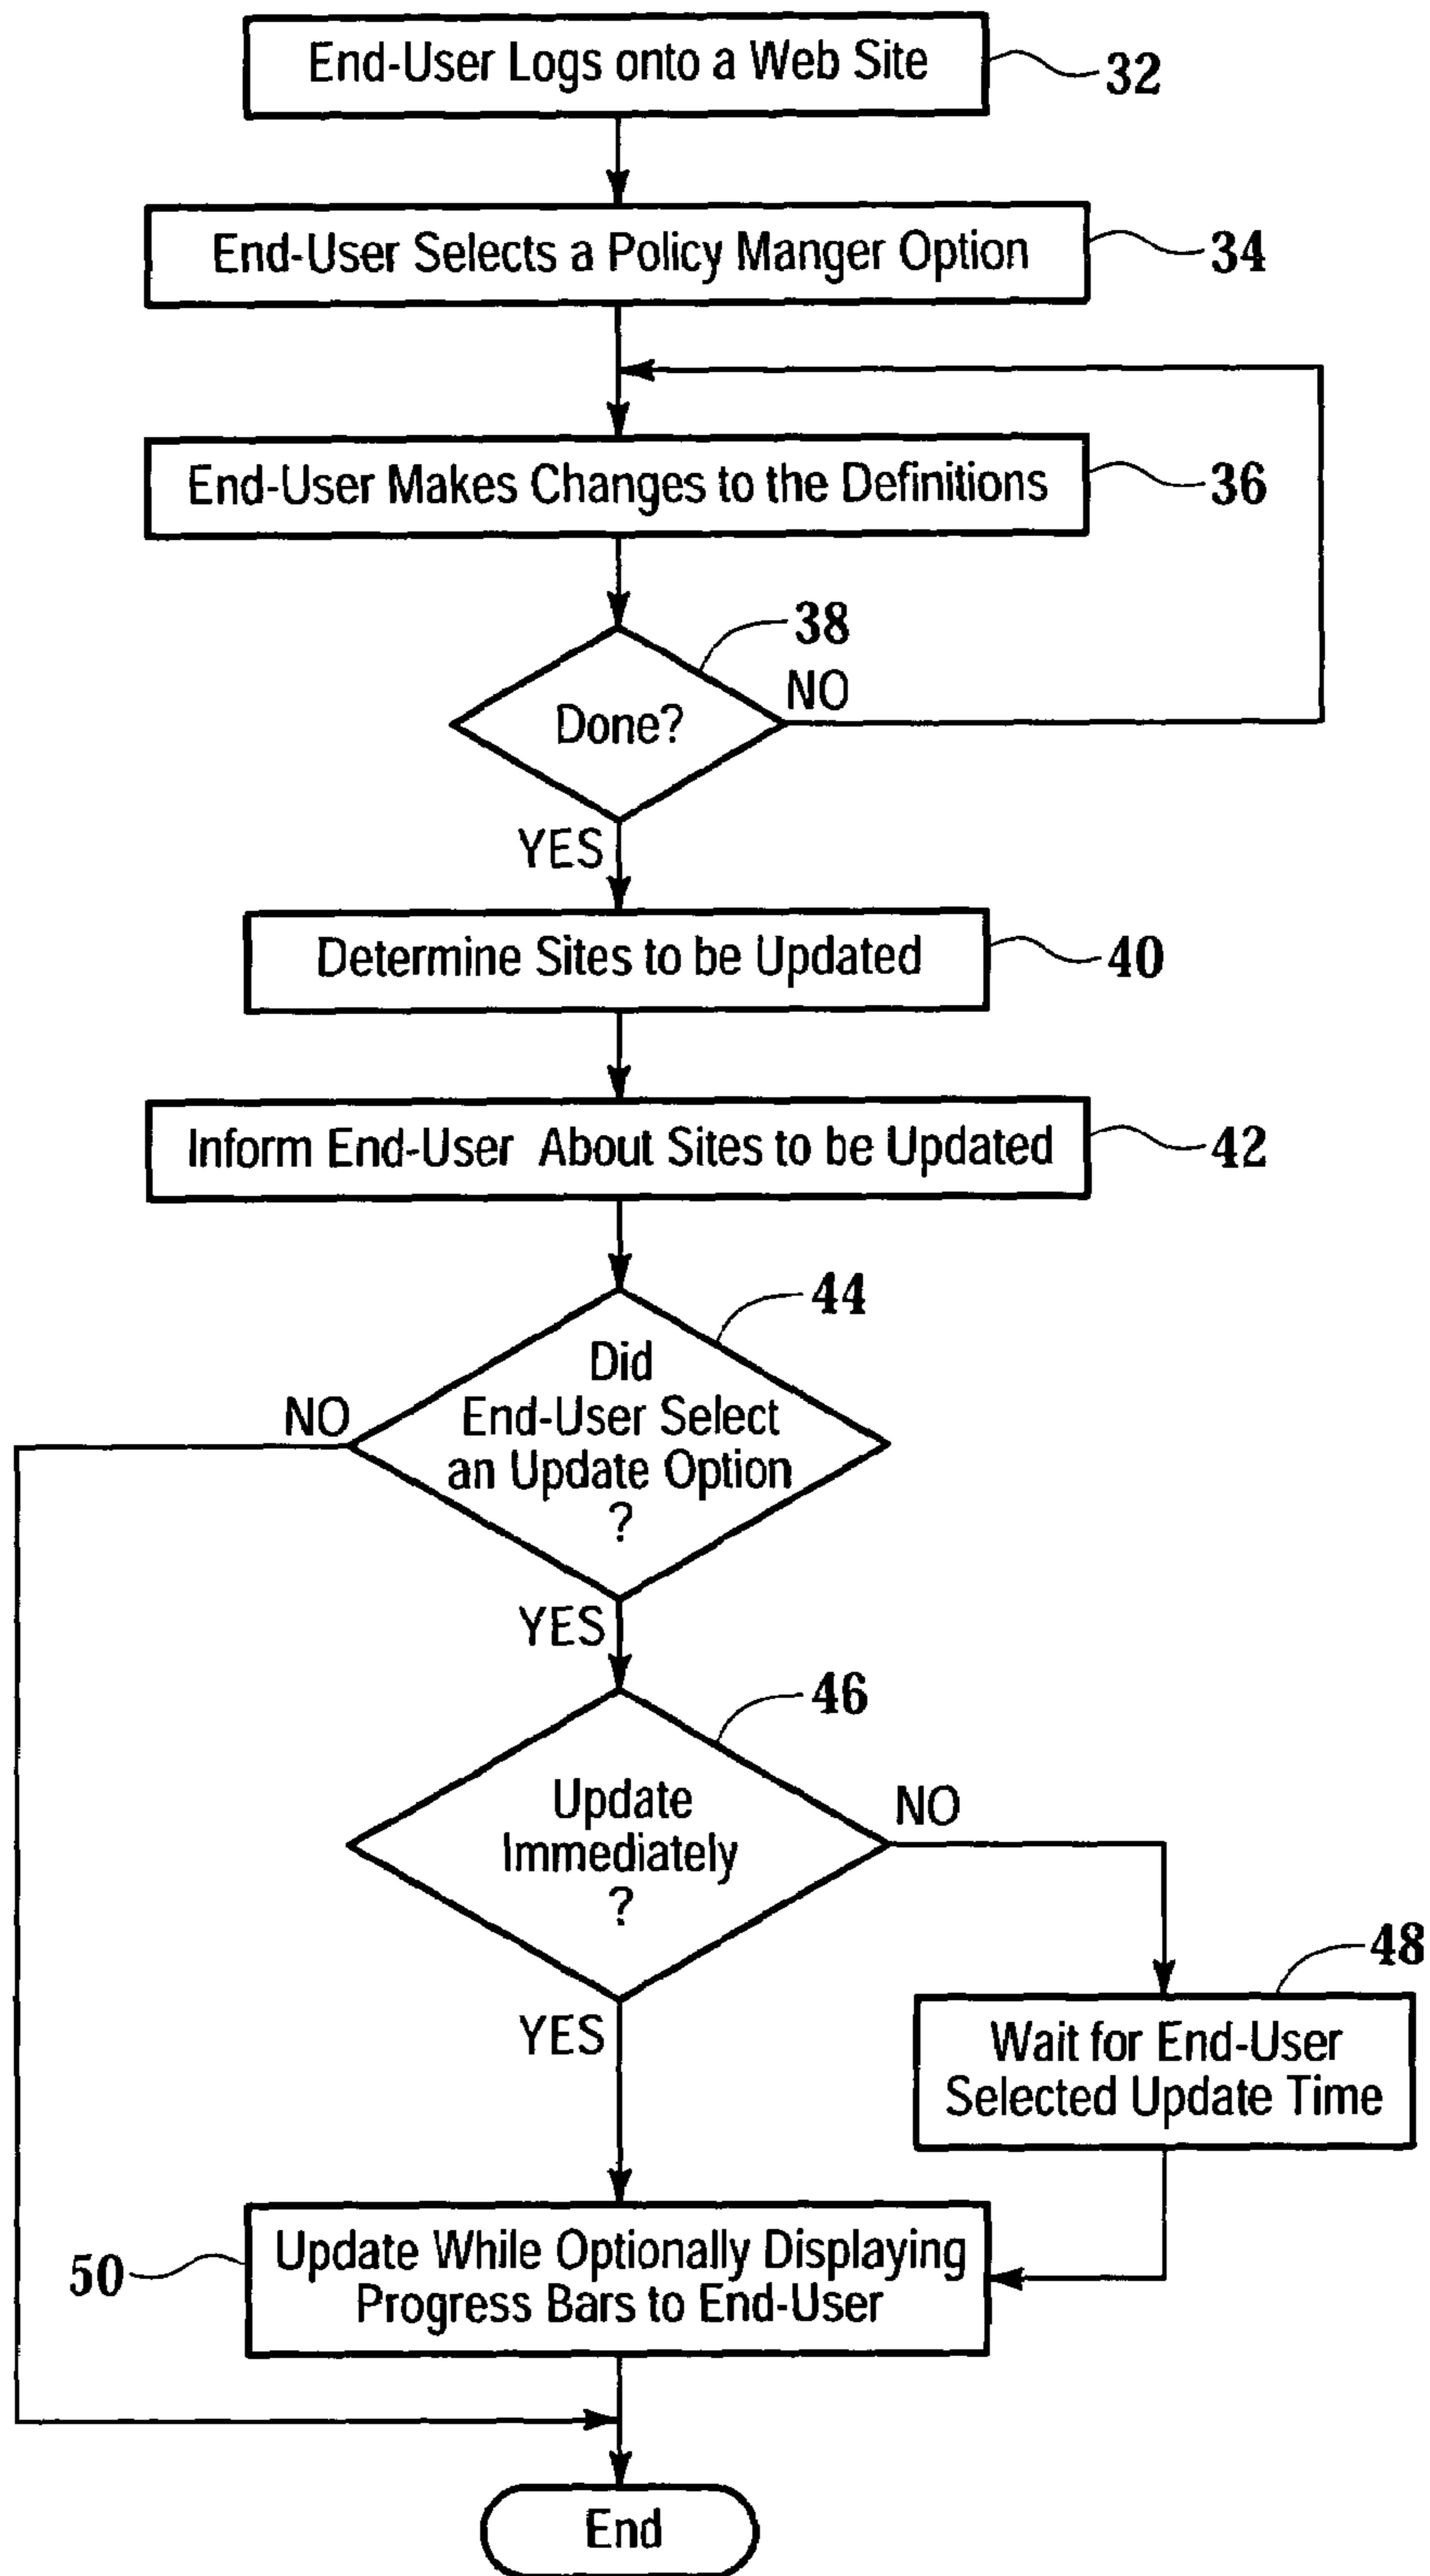 End-User Logs onto a Web Site
32
End-User Selects a Policy Manger Option
34
End-User Makes Changes to the Definitions
36
38
Done?
NO
YES
Determine Sites to be Updated
40
Inform End-User About Sites to be Updated
42
44
Did
End-User Select
an Update Option
?
NO
YES
46
Update
Immediately
?
NO
YES
48
Wait for End-User
Selected Update Time
50
Update While Optionally Displaying
Progress Bars to End-User
End